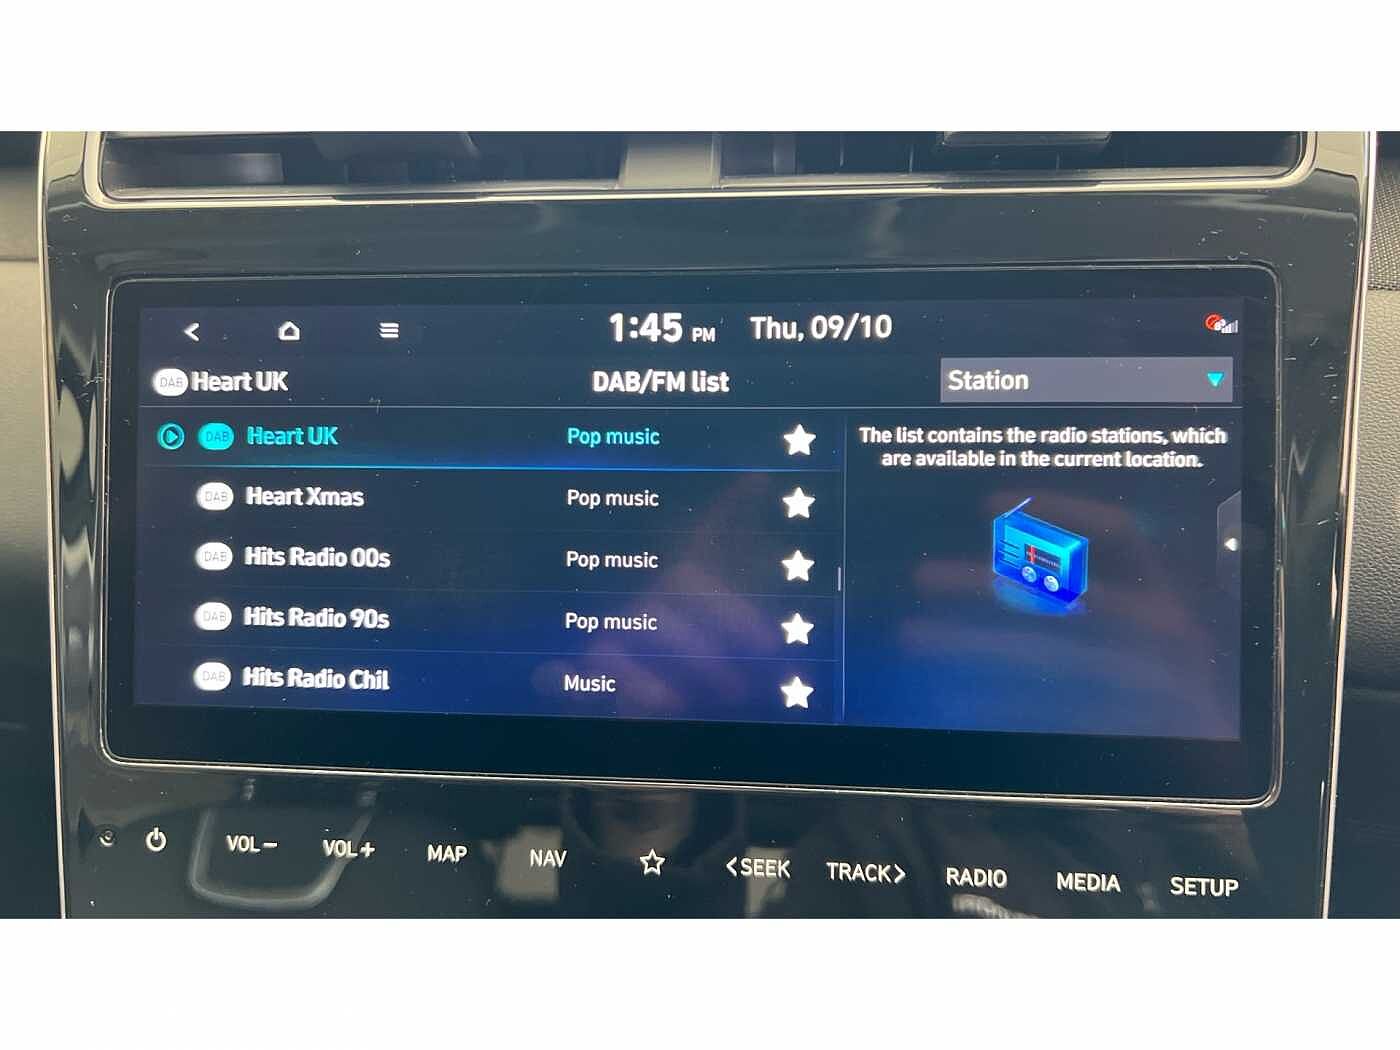 1:45 PM Thu, 09/10
DAB Heart UK DAB/FM list Station
DAB Heart UK Pop music
DAB Heart Xmas Pop music
DAB Hits Radio 00s Pop music
DAB Hits Radio 90s Pop music
DAB Hits Radio Chil Music
The list contains the radio stations, which
are available in the current location.
VOL− VOL+ MAP NAV <SEEK TRACK> RADIO MEDIA SETUP